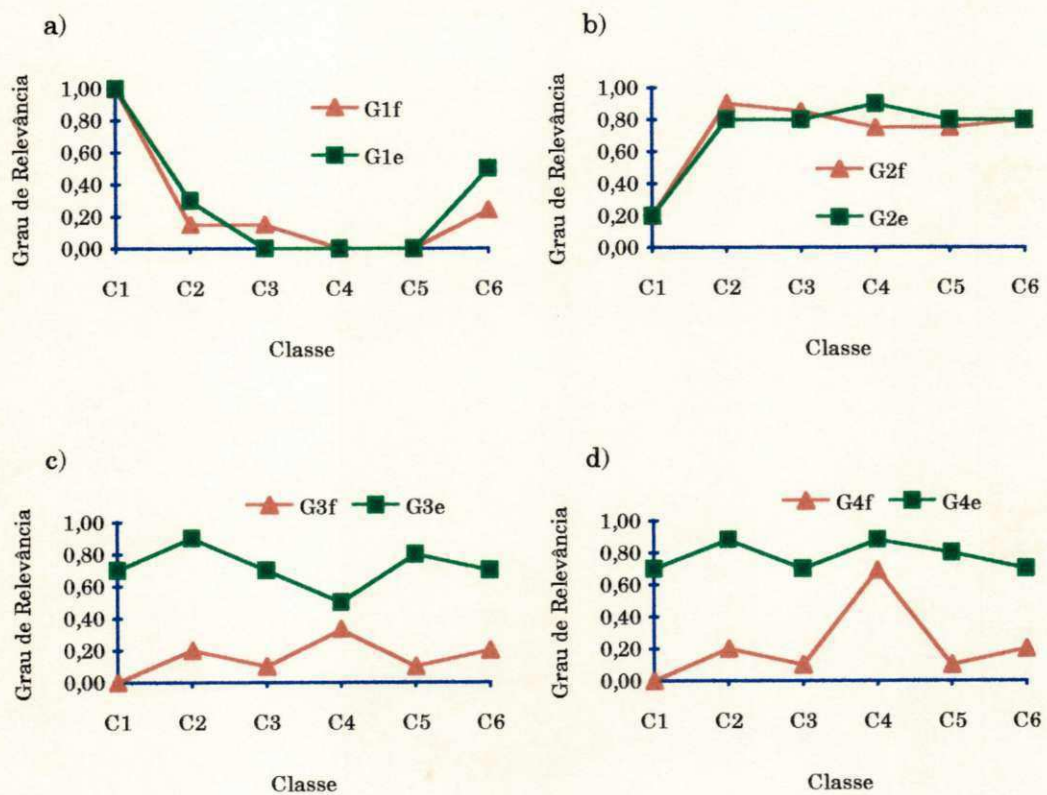 a)
Grau de Relevância
1,00
0,80
0,60
0,40
0,20
0,00
G1f
G1e
C1 C2 C3 C4 C5 C6
Classe
b)
Grau de Relevância
1,00
0,80
0,60
0,40
0,20
0,00
G2f
G2e
C1 C2 C3 C4 C5 C6
Classe
c)
G3f G3e
Grau de Relevância
1,00
0,80
0,60
0,40
0,20
0,00
C1 C2 C3 C4 C5 C6
Classe
d)
G4f G4e
Grau de Relevância
1,00
0,80
0,60
0,40
0,20
0,00
C1 C2 C3 C4 C5 C6
Classe